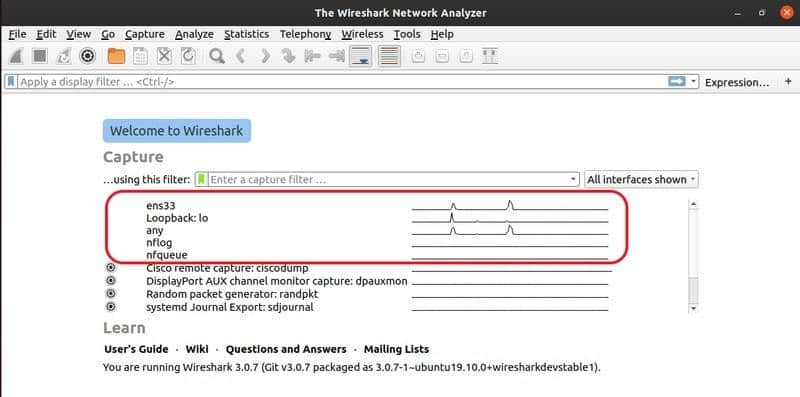 The Wireshark Network Analyzer
File Edit View Go Capture Analyze Statistics Telephony Wireless Tools Help
Apply a display filter … <Ctrl-/> Expression… +
Welcome to Wireshark
Capture
…using this filter: Enter a capture filter … All interfaces shown
ens33
Loopback: lo
any
nflog
nfqueue
Cisco remote capture: ciscodump
DisplayPort AUX channel monitor capture: dpauxmon
Random packet generator: randpkt
systemd Journal Export: sdjournal
Learn
User's Guide · Wiki · Questions and Answers · Mailing Lists
You are running Wireshark 3.0.7 (Git v3.0.7 packaged as 3.0.7-1~ubuntu19.10.0+wiresharkdevstable1).